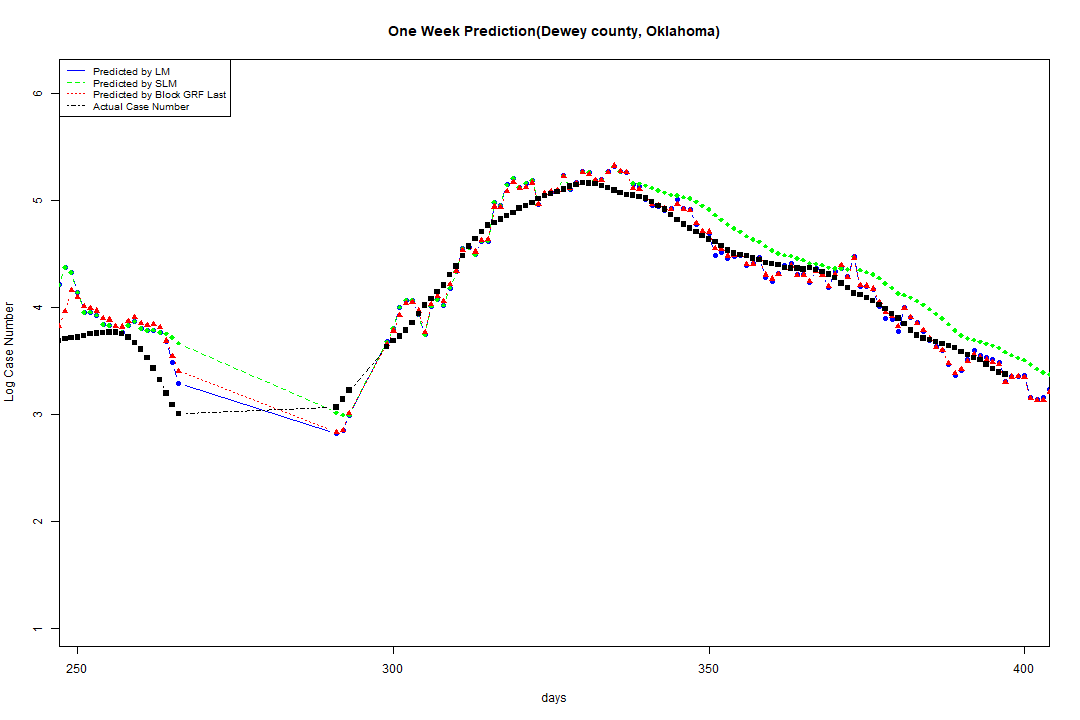 One Week Prediction(Dewey county, Oklahoma)
Predicted by LM
Predicted by SLM
Predicted by Block GRF Last
Actual Case Number
6
5
4
3
2
1
Log Case Number
250 300 350 400
days